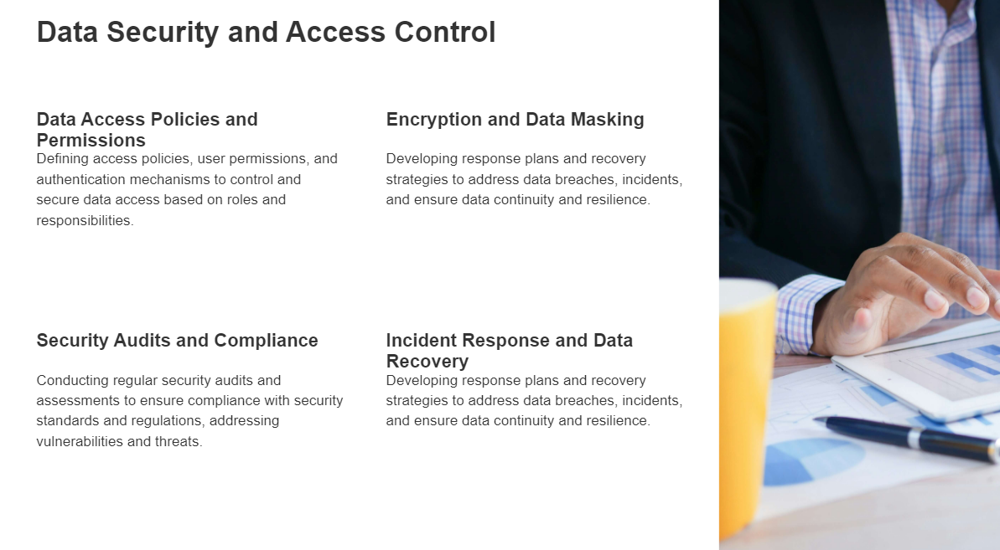 Data Security and Access Control
Data Access Policies and
Permissions
Defining access policies, user permissions, and
authentication mechanisms to control and
secure data access based on roles and
responsibilities.
Encryption and Data Masking
Developing response plans and recovery
strategies to address data breaches, incidents,
and ensure data continuity and resilience.
Security Audits and Compliance
Conducting regular security audits and
assessments to ensure compliance with security
standards and regulations, addressing
vulnerabilities and threats.
Incident Response and Data
Recovery
Developing response plans and recovery
strategies to address data breaches, incidents,
and ensure data continuity and resilience.